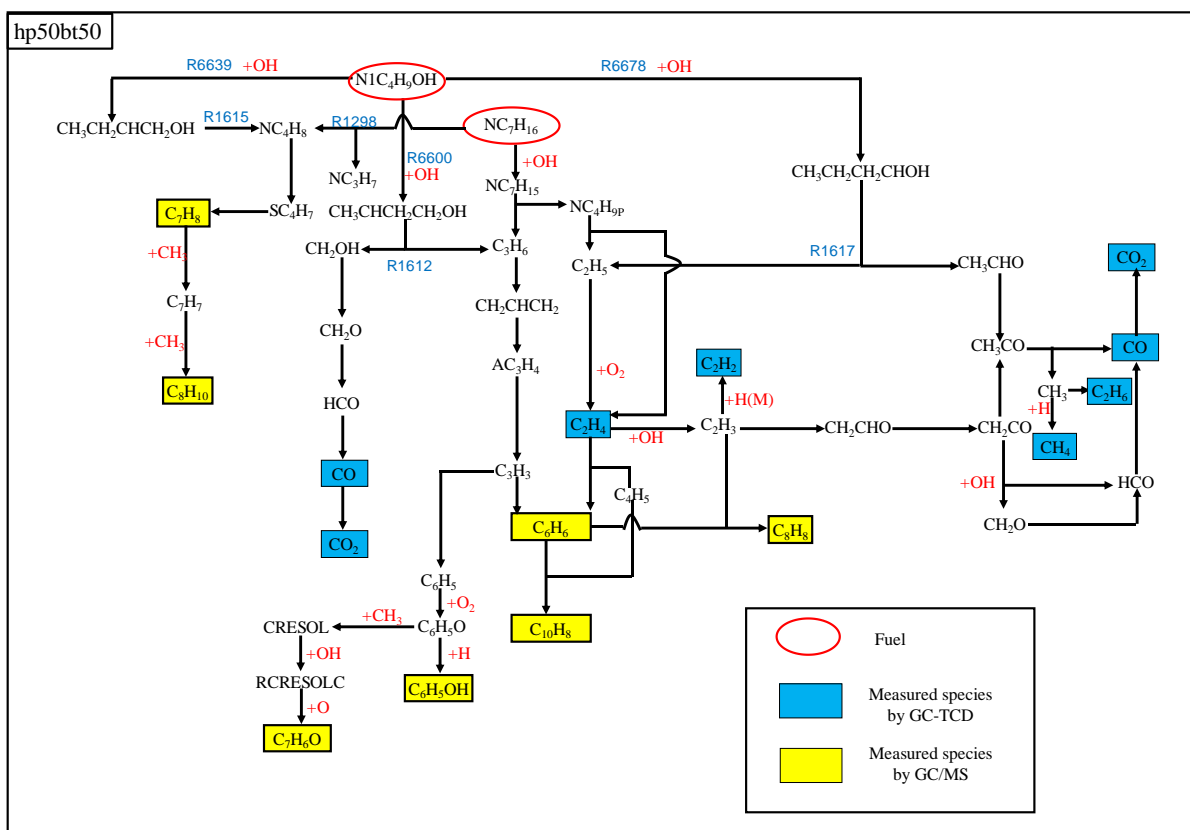 hp50bt50
R6639 +OH
N1C₄H₉OH
R6678 +OH
CH₃CH₂CHCH₂OH
R1615
NC₄H₈
R1298
NC₇H₁₆
R6600
+OH
+OH
NC₃H₇
NC₇H₁₅
CH₃CH₂CH₂CHOH
C₇H₈
SC₄H₇
CH₃CHCH₂CH₂OH
NC₄H₉P
+CH₃
CH₂OH
R1612
C₃H₆
C₂H₅
R1617
CH₃CHO
CO₂
C₇H₇
CH₂CHCH₂
+CH₃
CH₂O
CH₃CO
CO
C₈H₁₀
HCO
AC₃H₄
+O₂
C₂H₂
CH₃
C₂H₆
+H(M)
+H
C₂H₄
+OH
C₂H₃
CH₂CHO
CH₂CO
CH₄
CO
C₃H₃
C₄H₅
+OH
HCO
CO₂
C₆H₆
C₈H₈
CH₂O
C₆H₅
+O₂
CRESOL
+CH₃
C₆H₅O
C₁₀H₈
+OH
+H
Fuel
RCRESOLC
C₆H₅OH
+O
Measured species
by GC-TCD
C₇H₆O
Measured species
by GC/MS